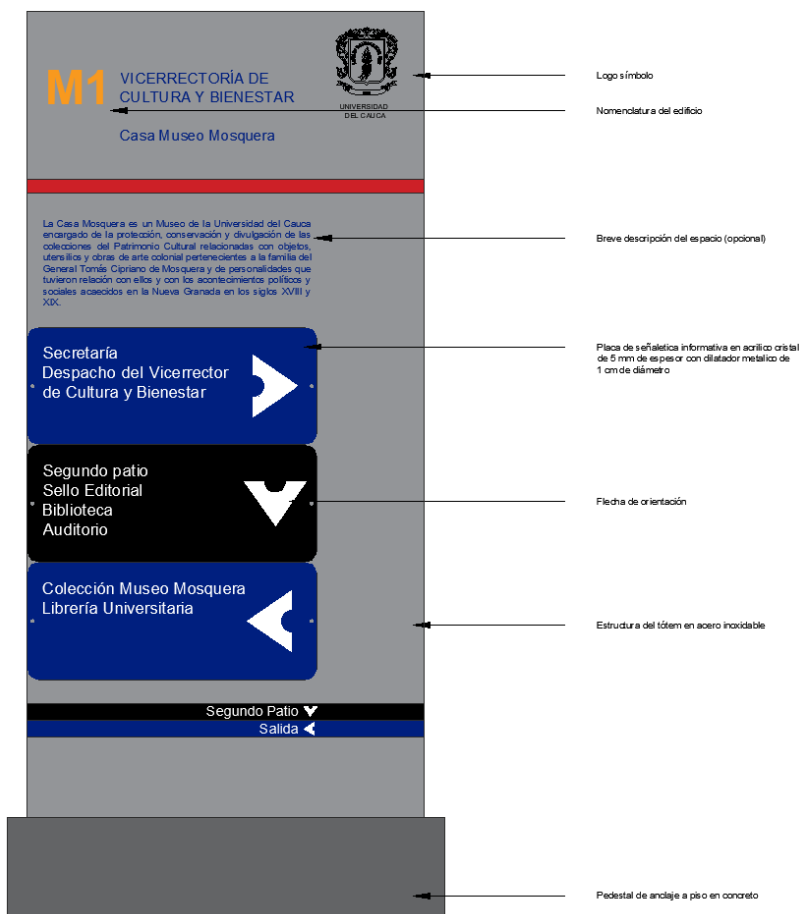 M1
VICERRECTORÍA DE
CULTURA Y BIENESTAR
Casa Museo Mosquera
UNIVERSIDAD
DEL CAUCA
Logo símbolo
Nomenclatura del edificio
La Casa Mosquera es un Museo de la Universidad del Cauca
encargado de la protección, conservación y divulgación de las
colecciones del Patrimonio Cultural relacionadas con objetos,
utensilios y obras de arte colonial pertenecientes a la familia del
General Tomás Cipriano de Mosquera y de personalidades que
tuvieron relación con ellos y con los acontecimientos políticos y
sociales acaecidos en la Nueva Granada en los siglos XVIII y
XIX.
Breve descripción del espacio (opcional)
Secretaría
Despacho del Vicerrector
de Cultura y Bienestar
Placa de señaletica informativa en acrilico cristal
de 5 mm de espesor con dilatador metalico de
1 cm de diámetro
Segundo patio
Sello Editorial
Biblioteca
Auditorio
Flecha de orientación
Colección Museo Mosquera
Librería Universitaria
Estructura del tótem en acero inoxidable
Segundo Patio
Salida
Pedestal de anclaje a piso en concreto